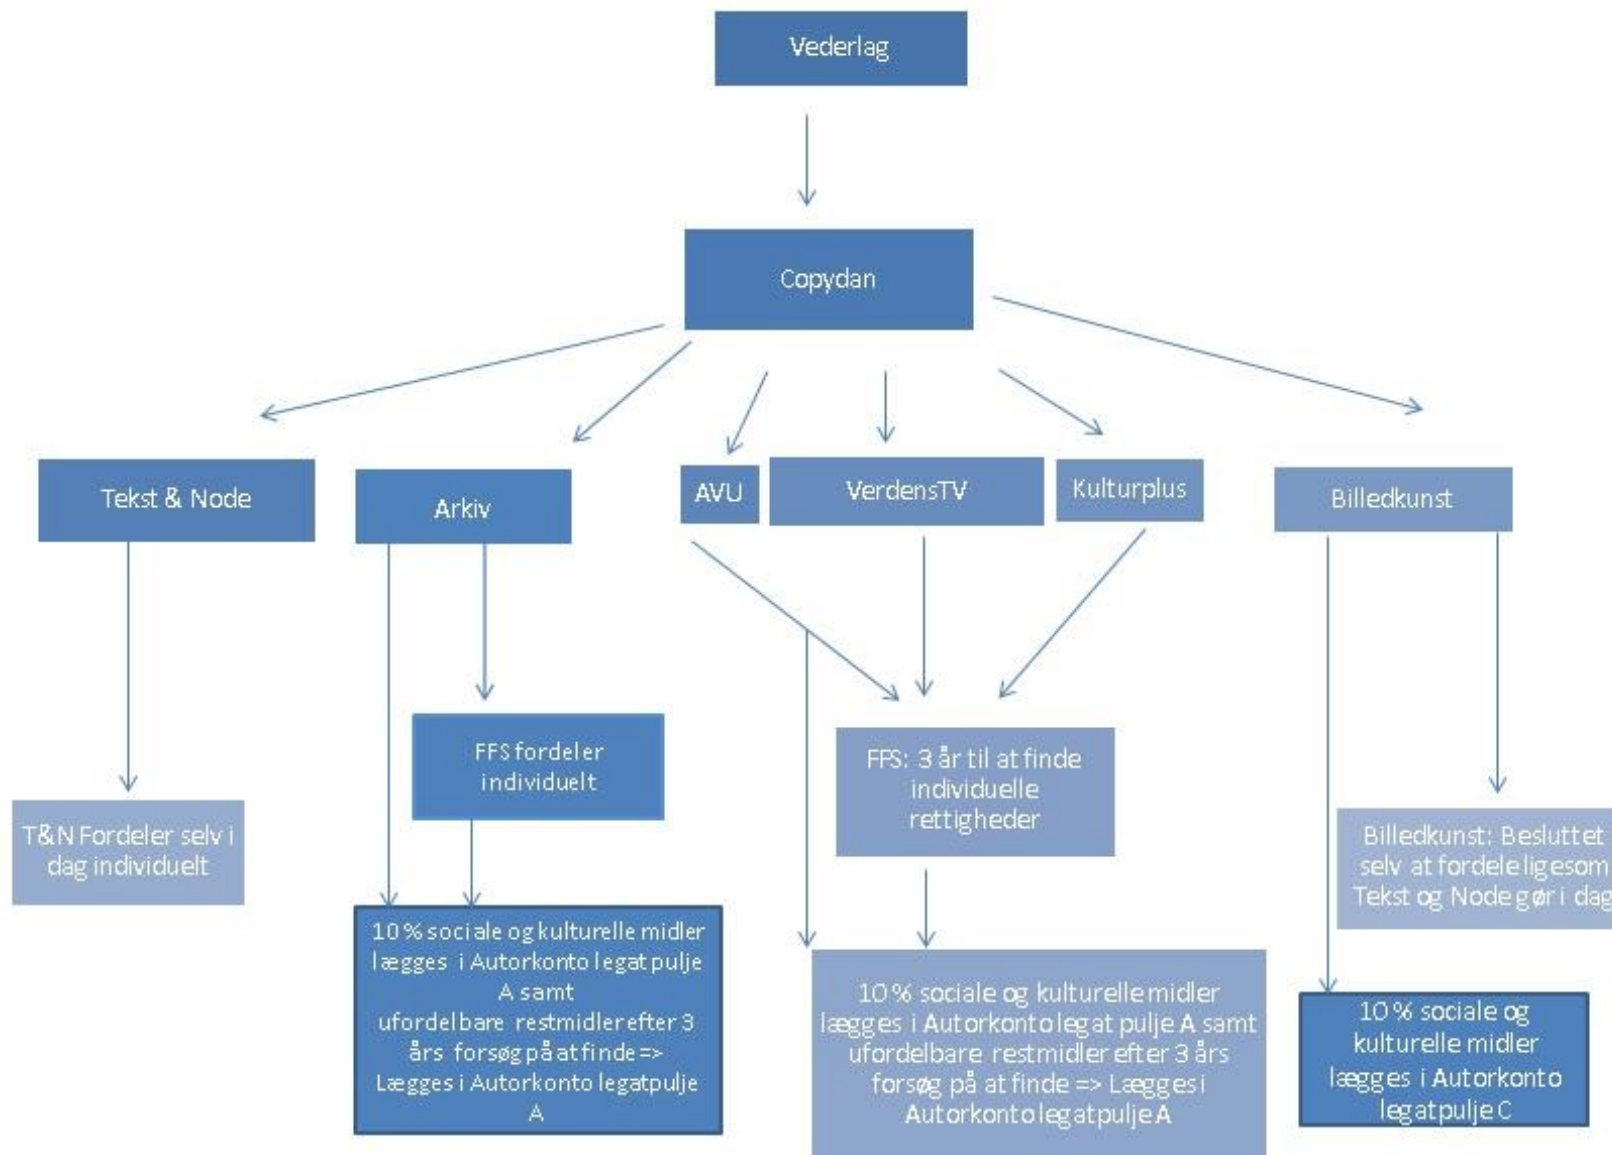 Vederlag
Copydan
Tekst & Node
Arkiv
AVU
VerdensTV
Kulturplus
Billedkunst
FFS fordeler
individuelt
FFS: 3 år til at finde
individuelle
rettigheder
T&N Fordeler selv i
dag individuelt
Billedkunst: Besluttet
selv at fordele ligesom
Tekst og Node gør i dag
10 % sociale og kulturelle midler
lægges i Autorkonto legat pulje
A samt
ufordelbare restmidler efter 3
års forsøg på at finde =>
Lægges i Autorkonto legatpulje
A
10 % sociale og kulturelle midler
lægges i Autorkonto legat pulje A samt
ufordelbare restmidler efter 3 års
forsøg på at finde => Lægges i
Autorkonto legatpulje A
10 % sociale og
kulturelle midler
lægges i Autorkonto
legatpulje C